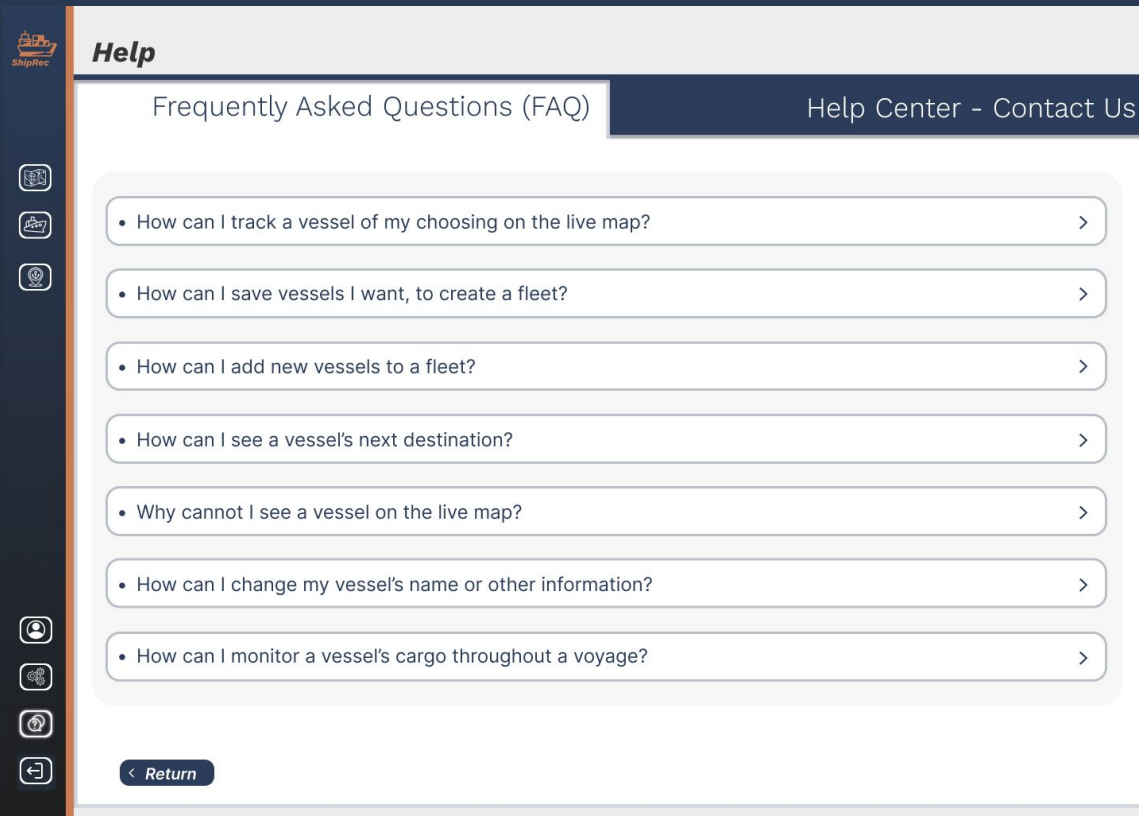 ShipRec
Help
Frequently Asked Questions (FAQ)
Help Center - Contact Us
• How can I track a vessel of my choosing on the live map?
• How can I save vessels I want, to create a fleet?
• How can I add new vessels to a fleet?
• How can I see a vessel’s next destination?
• Why cannot I see a vessel on the live map?
• How can I change my vessel’s name or other information?
• How can I monitor a vessel’s cargo throughout a voyage?
< Return